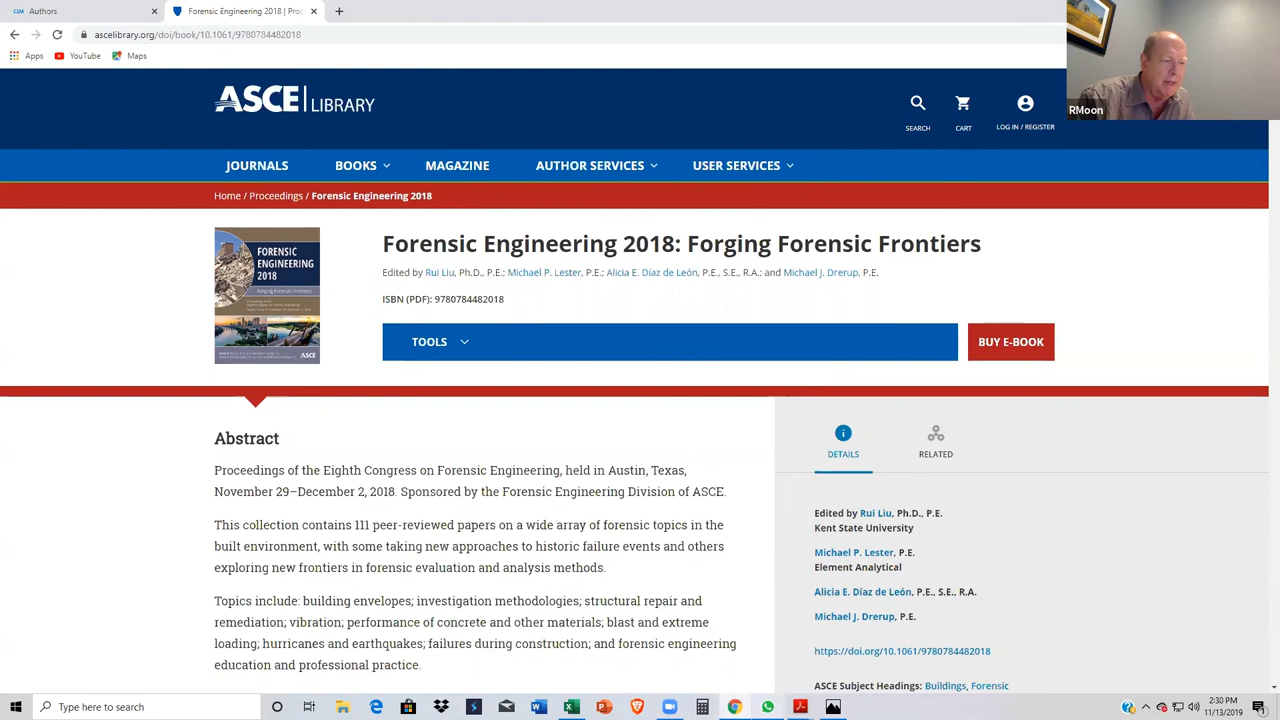 Authors
Forensic Engineering 2018 | Proc
ascelibrary.org/doi/book/10.1061/9780784482018
Apps
YouTube
Maps
RMoon
ASCE LIBRARY
SEARCH
CART
LOG IN / REGISTER
JOURNALS
BOOKS
MAGAZINE
AUTHOR SERVICES
USER SERVICES
Home / Proceedings / Forensic Engineering 2018
FORENSIC
ENGINEERING
2018
Forging Forensic Frontiers
ASCE
Forensic Engineering 2018: Forging Forensic Frontiers
Edited by Rui Liu, Ph.D., P.E.; Michael P. Lester, P.E.; Alicia E. Díaz de León, P.E., S.E., R.A.; and Michael J. Drerup, P.E.
ISBN (PDF): 9780784482018
TOOLS
BUY E-BOOK
Abstract
Proceedings of the Eighth Congress on Forensic Engineering, held in Austin, Texas,
November 29–December 2, 2018. Sponsored by the Forensic Engineering Division of ASCE.
This collection contains 111 peer-reviewed papers on a wide array of forensic topics in the
built environment, with some taking new approaches to historic failure events and others
exploring new frontiers in forensic evaluation and analysis methods.
Topics include: building envelopes; investigation methodologies; structural repair and
remediation; vibration; performance of concrete and other materials; blast and extreme
loading; hurricanes and earthquakes; failures during construction; and forensic engineering
education and professional practice.
DETAILS
RELATED
Edited by Rui Liu, Ph.D., P.E.
Kent State University
Michael P. Lester, P.E.
Element Analytical
Alicia E. Díaz de León, P.E., S.E., R.A.
Michael J. Drerup, P.E.
https://doi.org/10.1061/9780784482018
ASCE Subject Headings: Buildings, Forensic
Type here to search
2:30 PM
11/13/2019